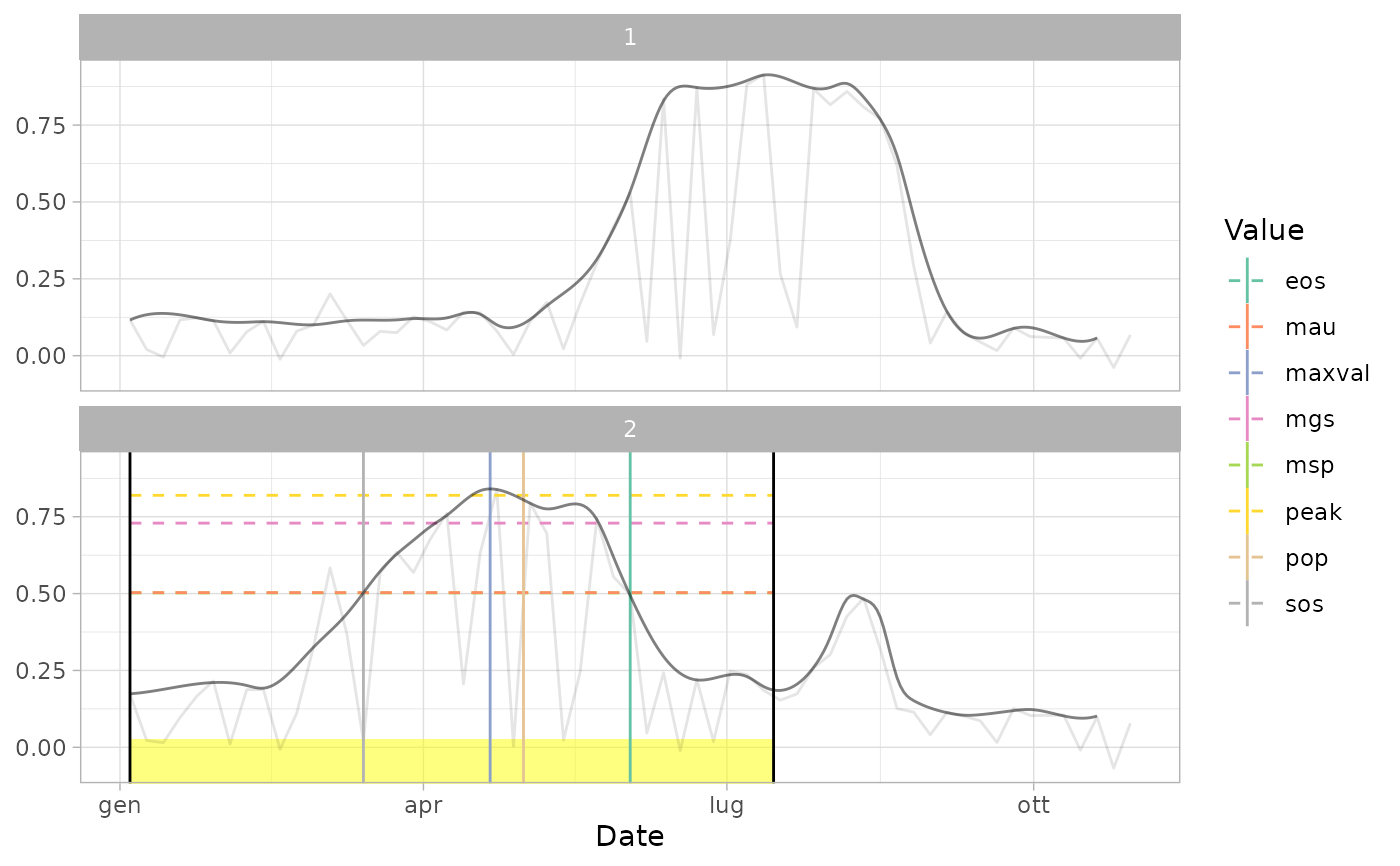 1
0.75
0.50
0.25
0.00
2
0.75
0.50
0.25
0.00
gen apr lug ott
Date
Value
eos
mau
maxval
mgs
msp
peak
pop
sos